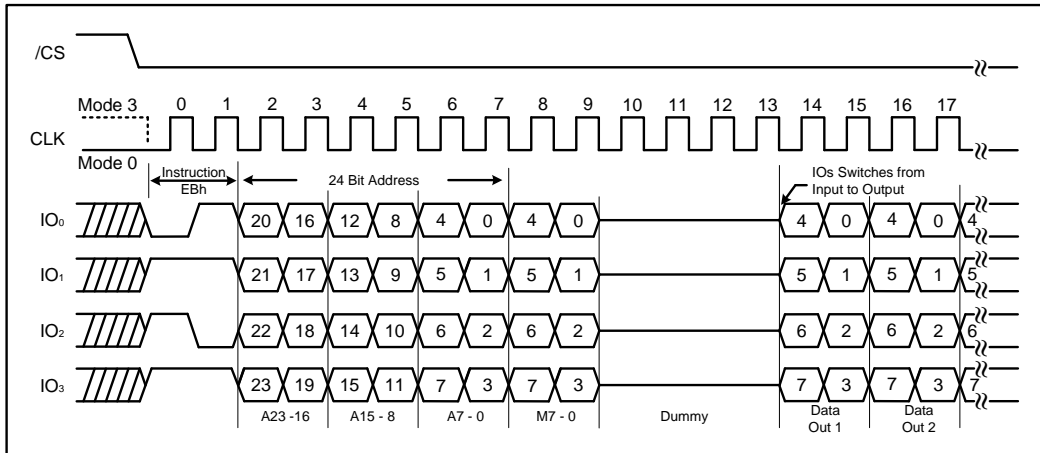 /CS
Mode 3 0 1 2 3 4 5 6 7 8 9 10 11 12 13 14 15 16 17
CLK
Mode 0
Instruction
EBh
24 Bit Address
IOs Switches from
Input to Output
IO₀ 20 16 12 8 4 0 4 0 4 0 4 0 4
IO₁ 21 17 13 9 5 1 5 1 5 1 5 1 5
IO₂ 22 18 14 10 6 2 6 2 6 2 6 2 6
IO₃ 23 19 15 11 7 3 7 3 7 3 7 3 7
A23 -16 A15 - 8 A7 - 0 M7 - 0 Dummy
Data
Out 1
Data
Out 2